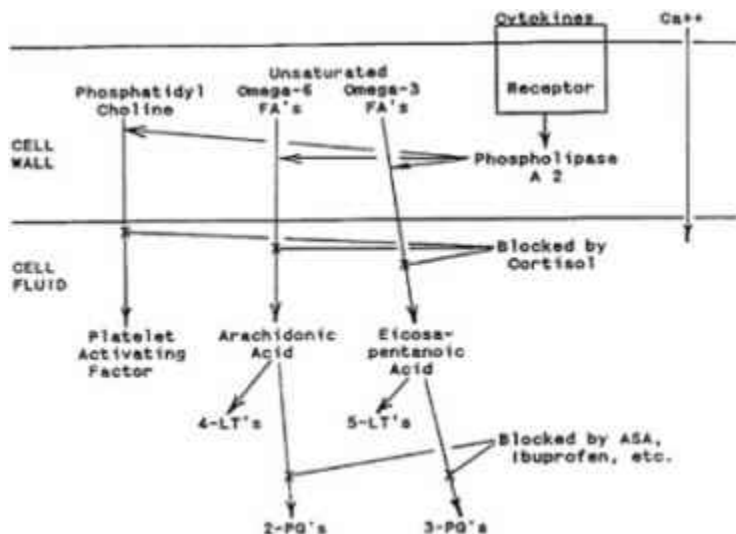 Cytokines
Ca++
Unsaturated
Phosphatidyl
Choline
Omega-6
FA's
Omega-3
FA's
Receptor
CELL
WALL
Phospholipase
A 2
Blocked by
Cortisol
CELL
FLUID
Platelet
Activating
Factor
Arachidonic
Acid
Eicosa-
pentanoic
Acid
4-LT's
5-LT's
Blocked by ASA,
Ibuprofen, etc.
2-PG's
3-PG's